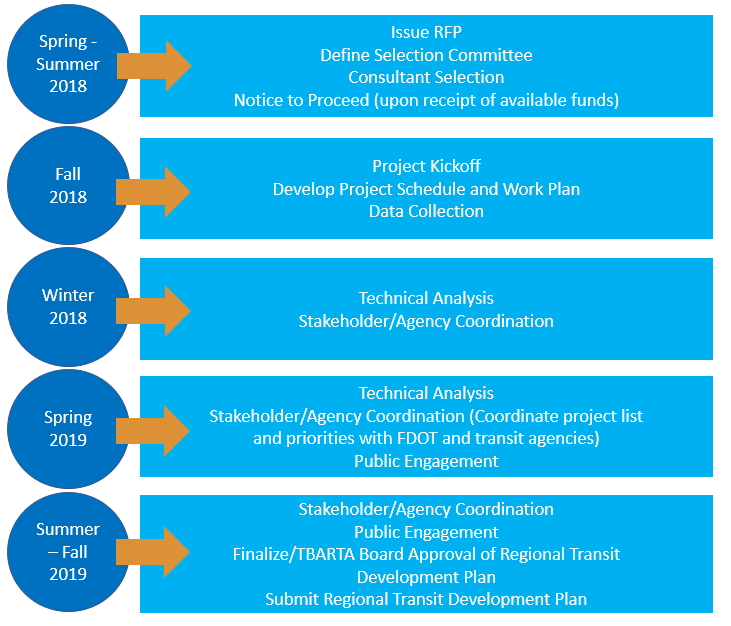 Spring -
Summer
2018
Issue RFP
Define Selection Committee
Consultant Selection
Notice to Proceed (upon receipt of available funds)
Fall
2018
Project Kickoff
Develop Project Schedule and Work Plan
Data Collection
Winter
2018
Technical Analysis
Stakeholder/Agency Coordination
Spring
2019
Technical Analysis
Stakeholder/Agency Coordination (Coordinate project list
and priorities with FDOT and transit agencies)
Public Engagement
Summer
– Fall
2019
Stakeholder/Agency Coordination
Public Engagement
Finalize/TBARTA Board Approval of Regional Transit
Development Plan
Submit Regional Transit Development Plan